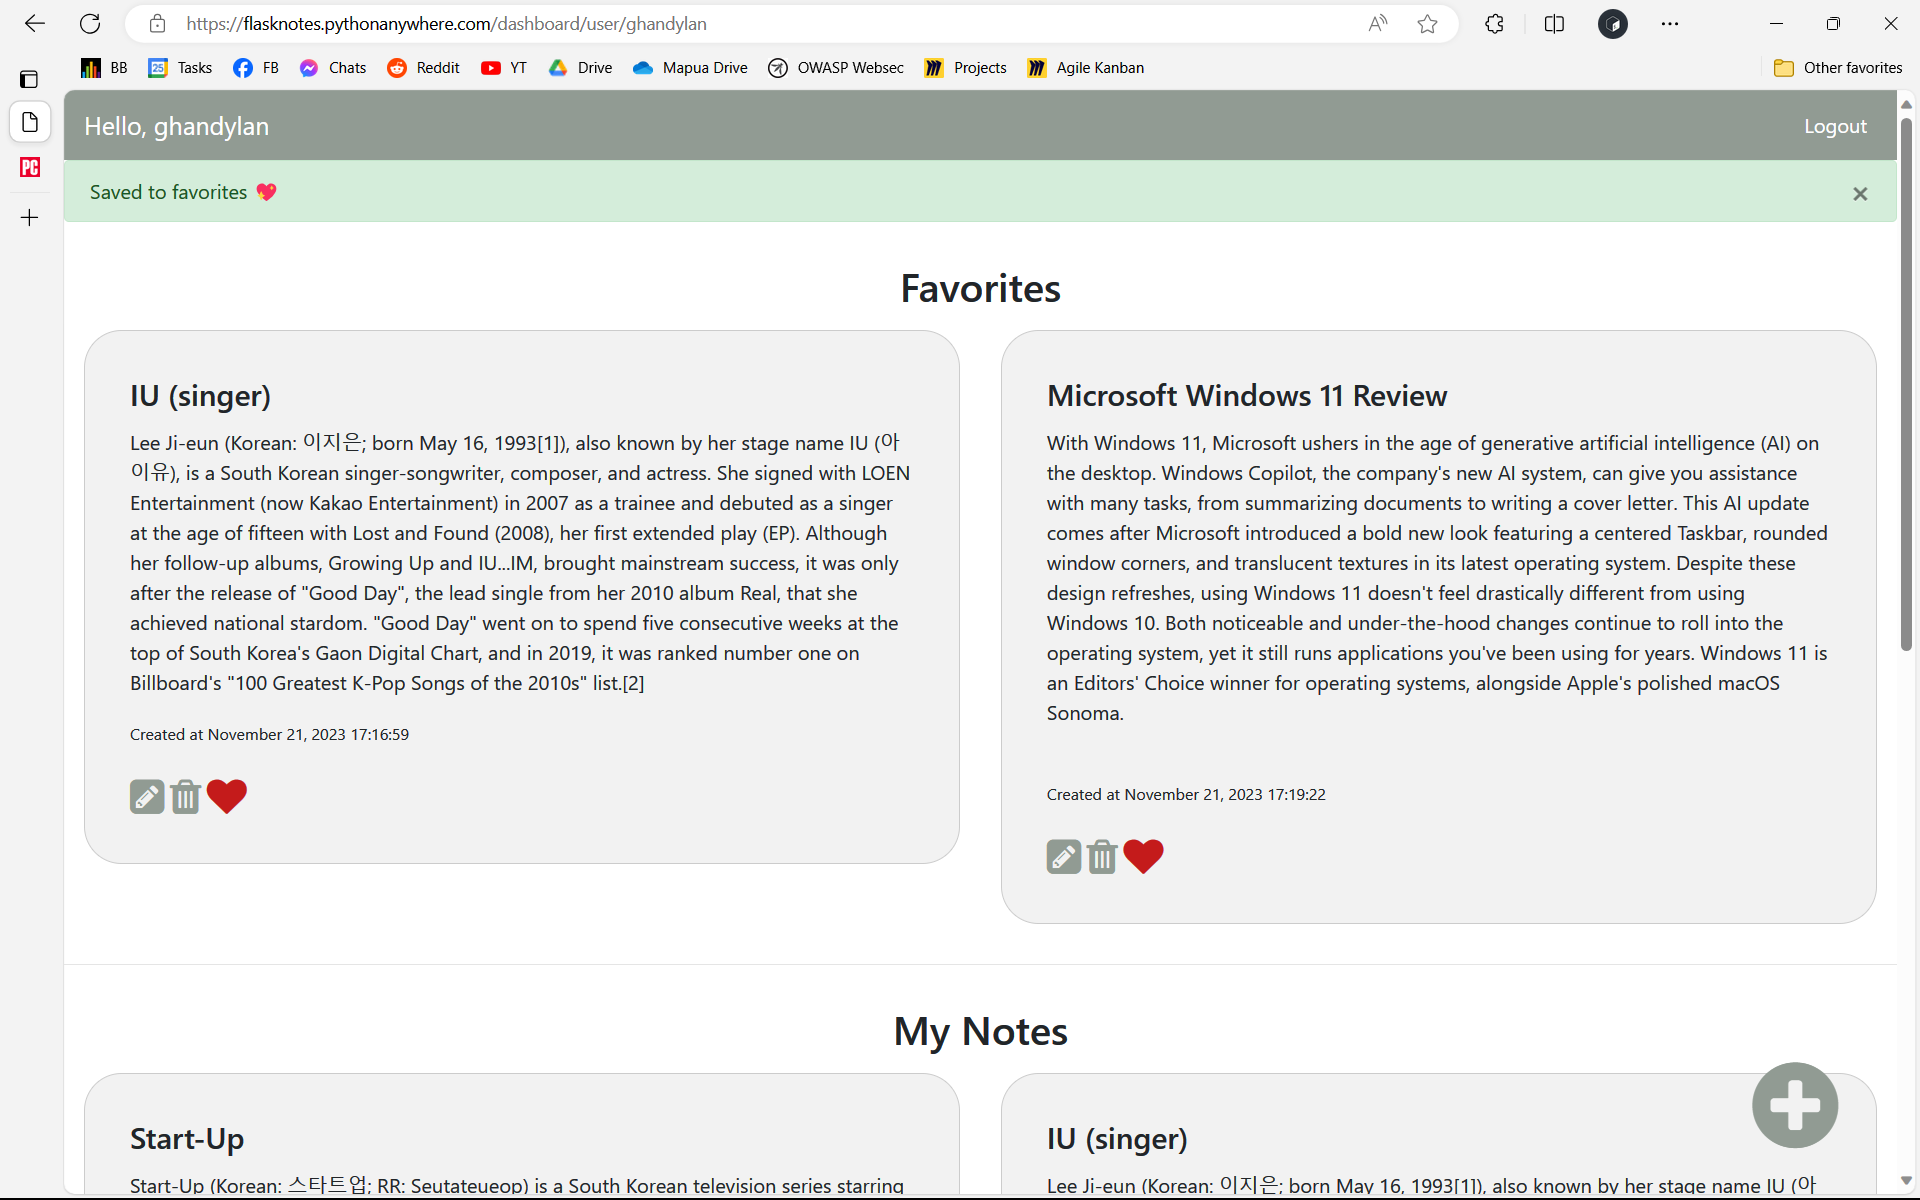 https://flasknotes.pythonanywhere.com/dashboard/user/ghandylan
BB
Tasks
FB
Chats
Reddit
YT
Drive
Mapua Drive
OWASP Websec
Projects
Agile Kanban
Other favorites
Hello, ghandylan
Logout
Saved to favorites 💖
Favorites
IU (singer)
Lee Ji-eun (Korean: 이지은; born May 16, 1993[1]), also known by her stage name IU (아
이유), is a South Korean singer-songwriter, composer, and actress. She signed with LOEN
Entertainment (now Kakao Entertainment) in 2007 as a trainee and debuted as a singer
at the age of fifteen with Lost and Found (2008), her first extended play (EP). Although
her follow-up albums, Growing Up and IU...IM, brought mainstream success, it was only
after the release of "Good Day", the lead single from her 2010 album Real, that she
achieved national stardom. "Good Day" went on to spend five consecutive weeks at the
top of South Korea's Gaon Digital Chart, and in 2019, it was ranked number one on
Billboard's "100 Greatest K-Pop Songs of the 2010s" list.[2]
Created at November 21, 2023 17:16:59
Microsoft Windows 11 Review
With Windows 11, Microsoft ushers in the age of generative artificial intelligence (AI) on
the desktop. Windows Copilot, the company's new AI system, can give you assistance
with many tasks, from summarizing documents to writing a cover letter. This AI update
comes after Microsoft introduced a bold new look featuring a centered Taskbar, rounded
window corners, and translucent textures in its latest operating system. Despite these
design refreshes, using Windows 11 doesn't feel drastically different from using
Windows 10. Both noticeable and under-the-hood changes continue to roll into the
operating system, yet it still runs applications you've been using for years. Windows 11 is
an Editors' Choice winner for operating systems, alongside Apple's polished macOS
Sonoma.
Created at November 21, 2023 17:19:22
My Notes
Start-Up
Start-Up (Korean: 스타트업; RR: Seutateueop) is a South Korean television series starring
IU (singer)
Lee Ji-eun (Korean: 이지은; born May 16, 1993[1]), also known by her stage name IU (아